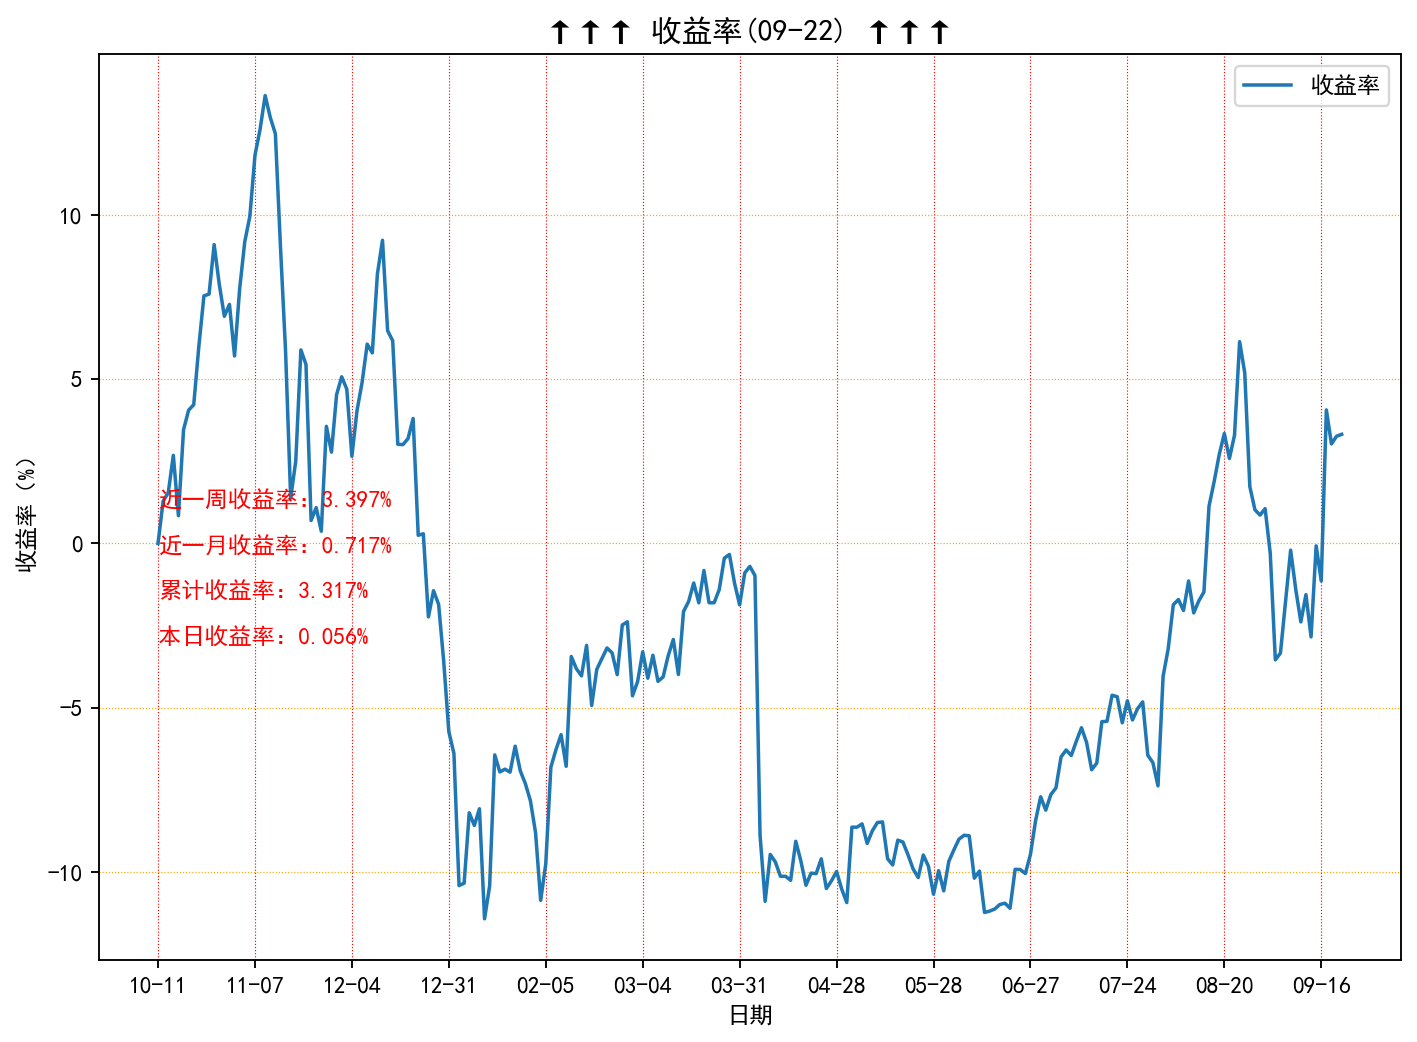 ↑↑↑ 收益率(09-22) ↑↑↑
收益率
收益率（%）
10
5
0
-5
-10
近一周收益率：3.397%
近一月收益率：0.717%
累计收益率：3.317%
本日收益率：0.056%
10-11 11-07 12-04 12-31 02-05 03-04 03-31 04-28 05-28 06-27 07-24 08-20 09-16
日期